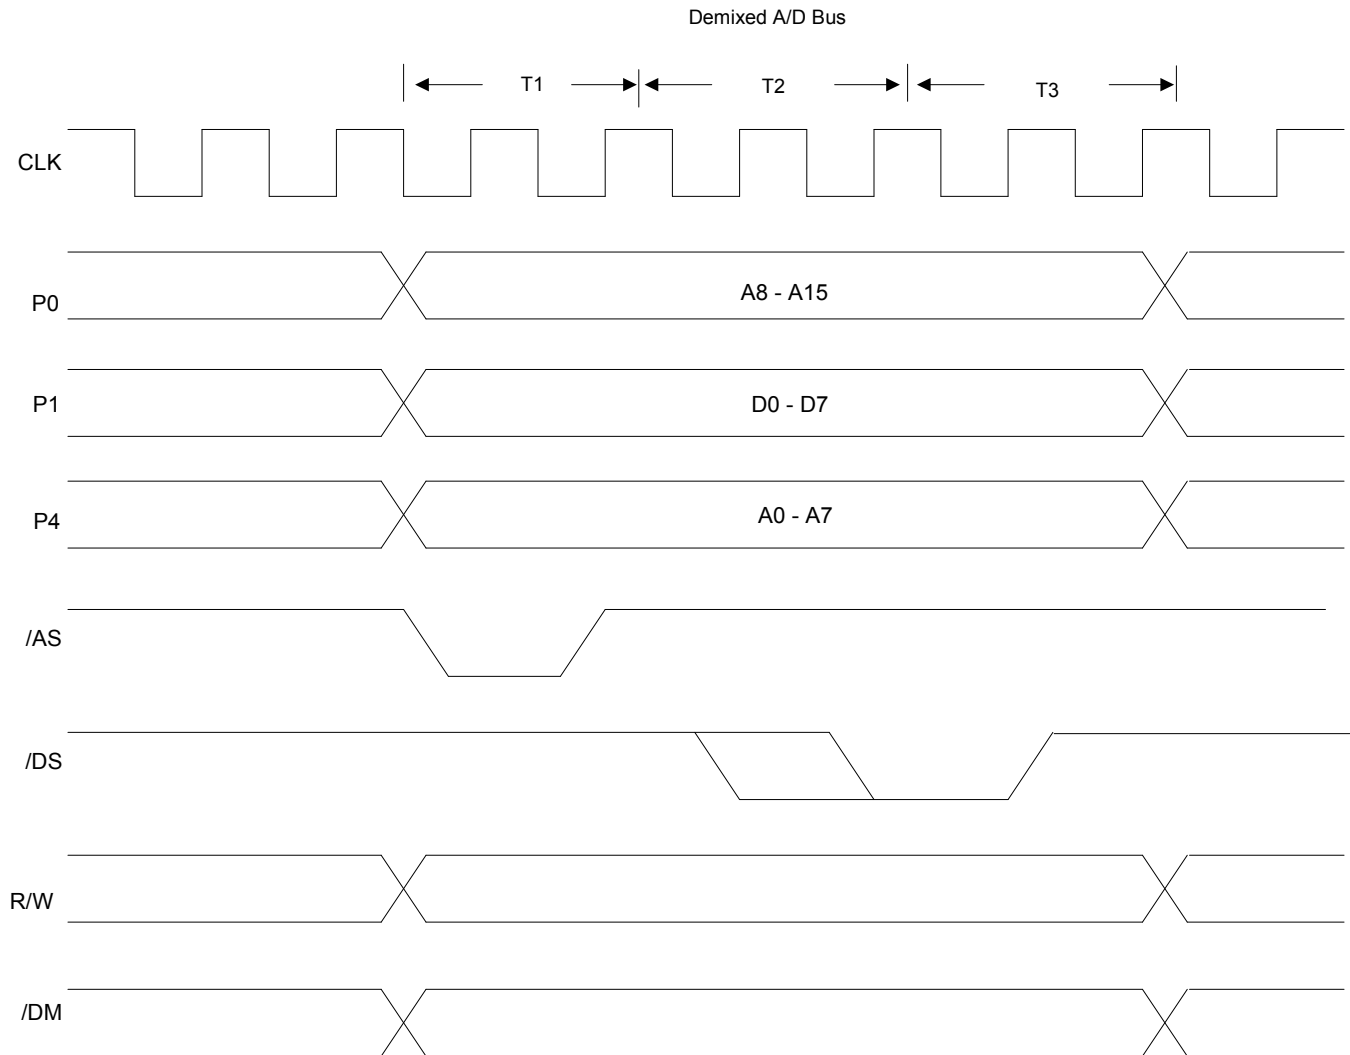 Demixed A/D Bus
T1
T2
T3
CLK
P0
A8 - A15
P1
D0 - D7
P4
A0 - A7
/AS
/DS
R/W
/DM